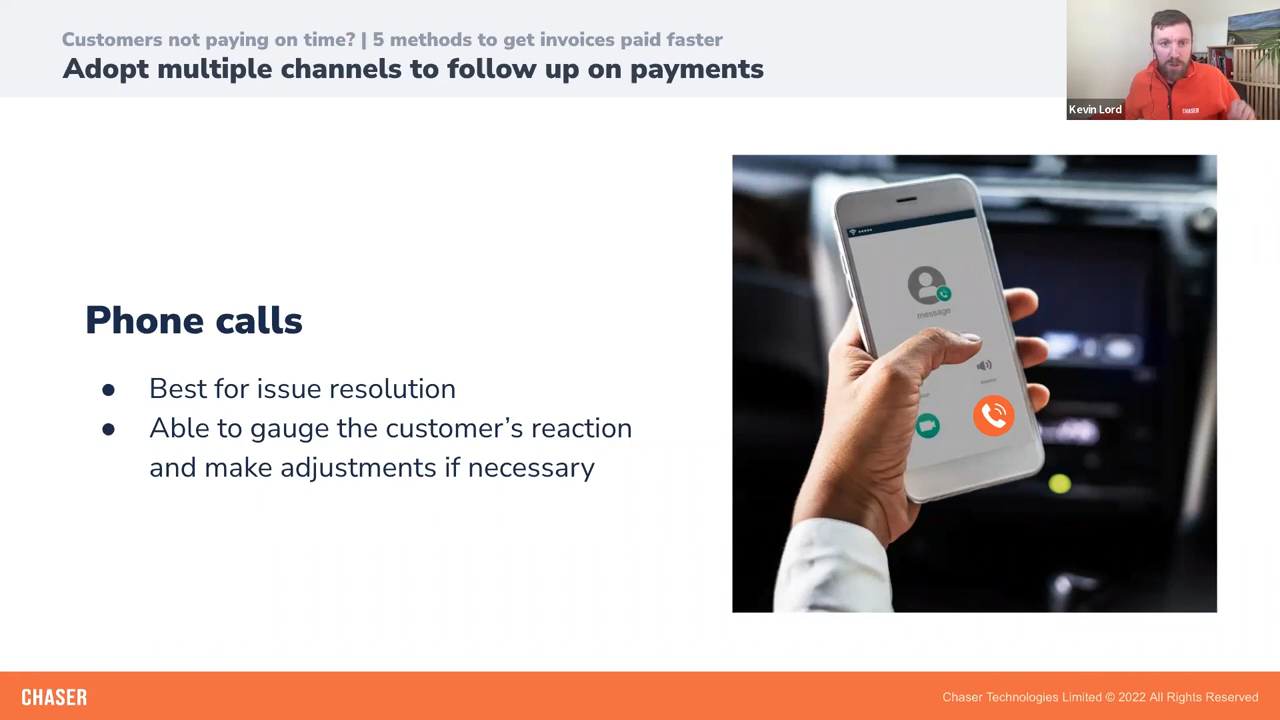 Customers not paying on time? | 5 methods to get invoices paid faster
Adopt multiple channels to follow up on payments
Kevin Lord
CHASER
message
Phone calls
● Best for issue resolution
● Able to gauge the customer’s reaction
and make adjustments if necessary
CHASER
Chaser Technologies Limited © 2022 All Rights Reserved